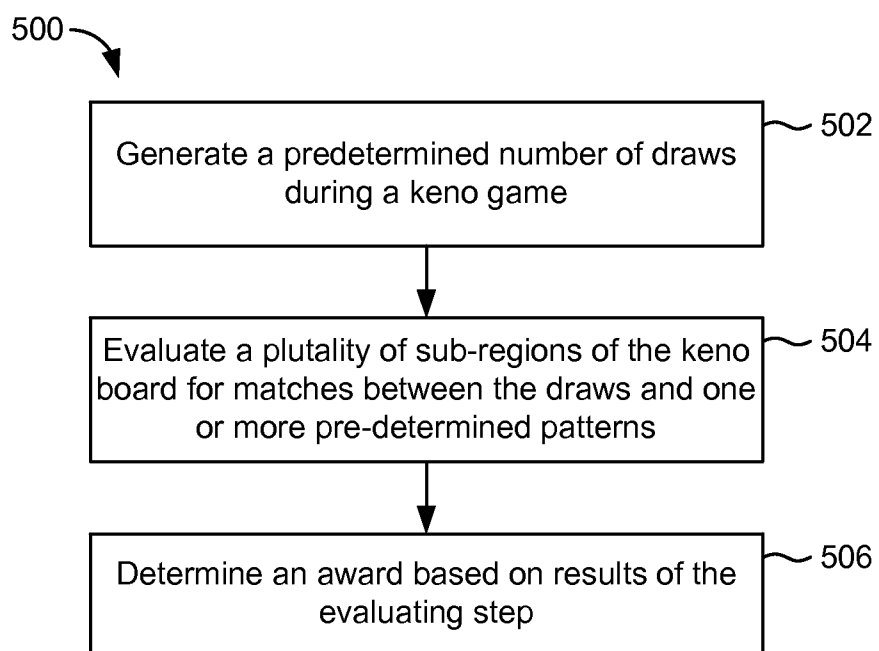 500
Generate a predetermined number of draws
during a keno game
502
Evaluate a plutality of sub-regions of the keno
board for matches between the draws and one
or more pre-determined patterns
504
Determine an award based on results of the
evaluating step
506